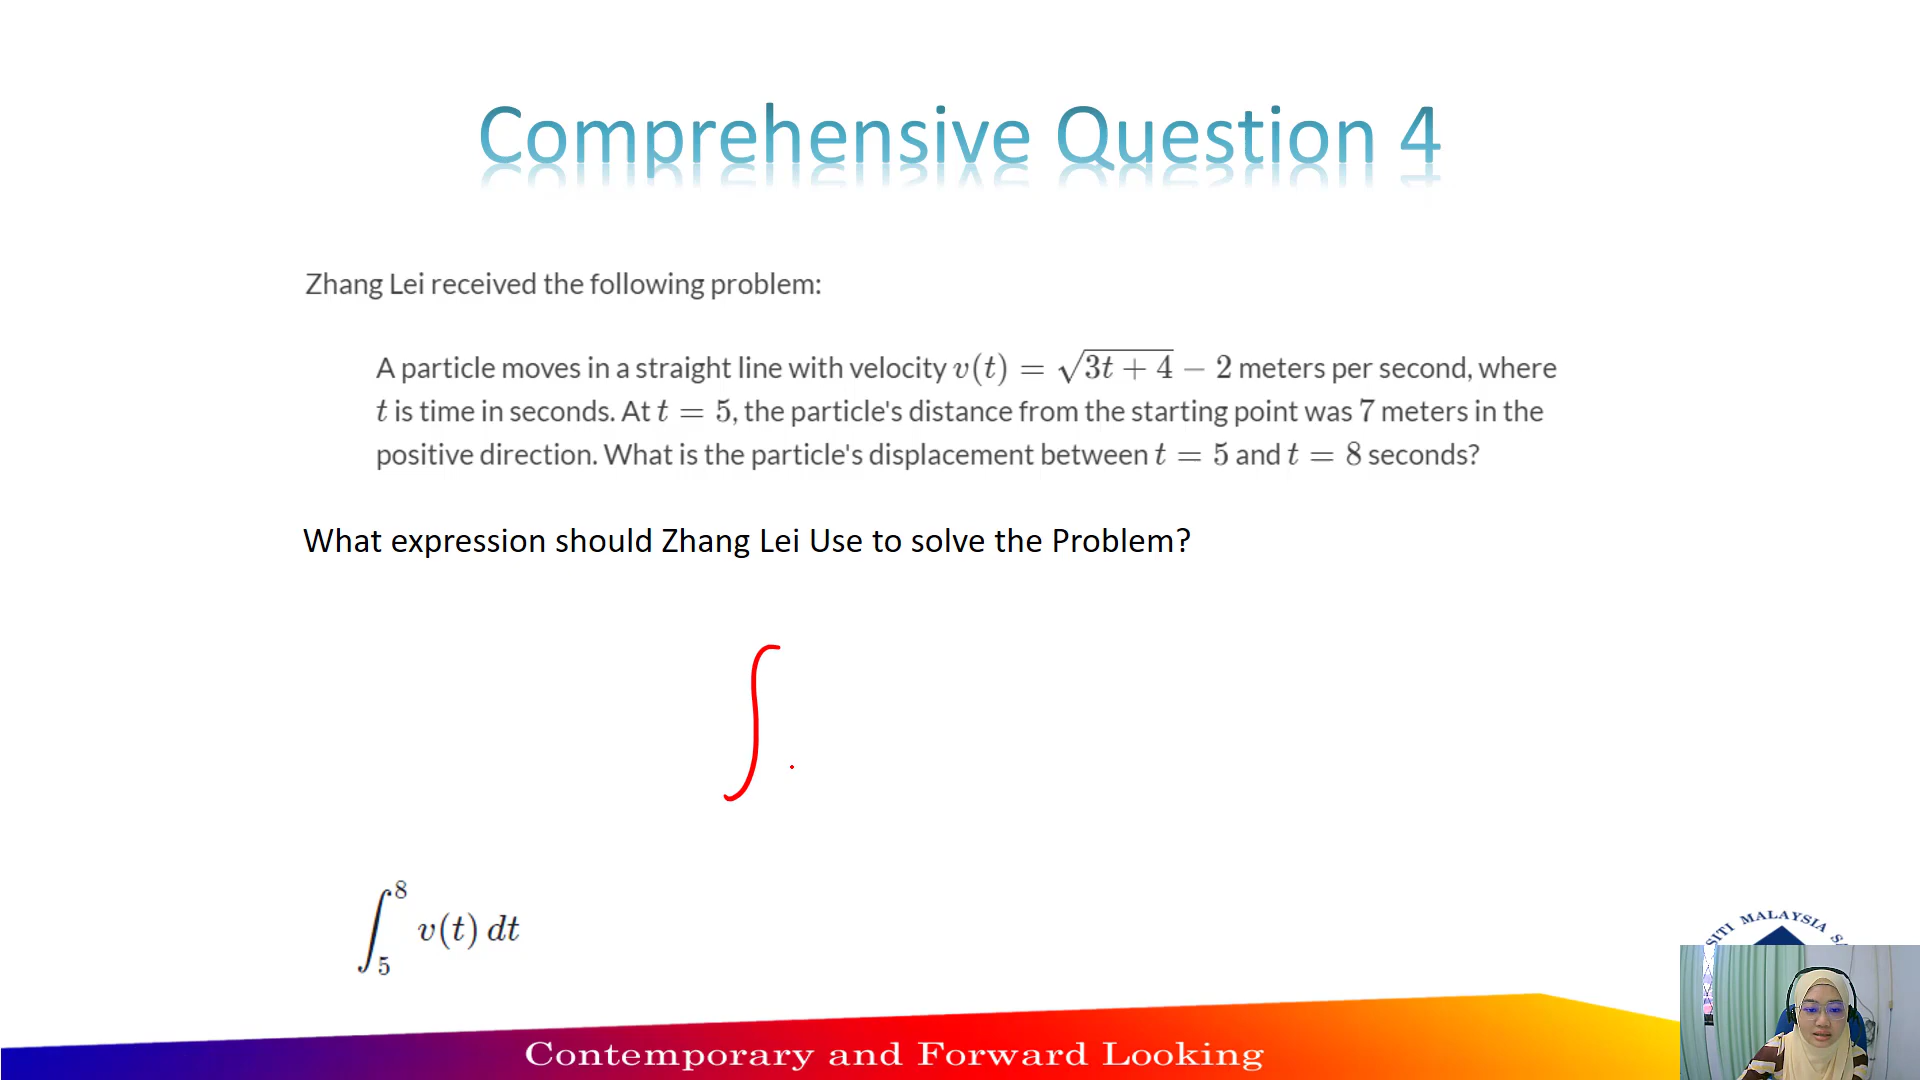 Comprehensive Question 4
Zhang Lei received the following problem:
A particle moves in a straight line with velocity v(t) = √(3t + 4) − 2 meters per second, where
t is time in seconds. At t = 5, the particle's distance from the starting point was 7 meters in the
positive direction. What is the particle's displacement between t = 5 and t = 8 seconds?
What expression should Zhang Lei Use to solve the Problem?
∫
∫₅⁸ v(t) dt
SITI MALAYSIA S
Contemporary and Forward Looking